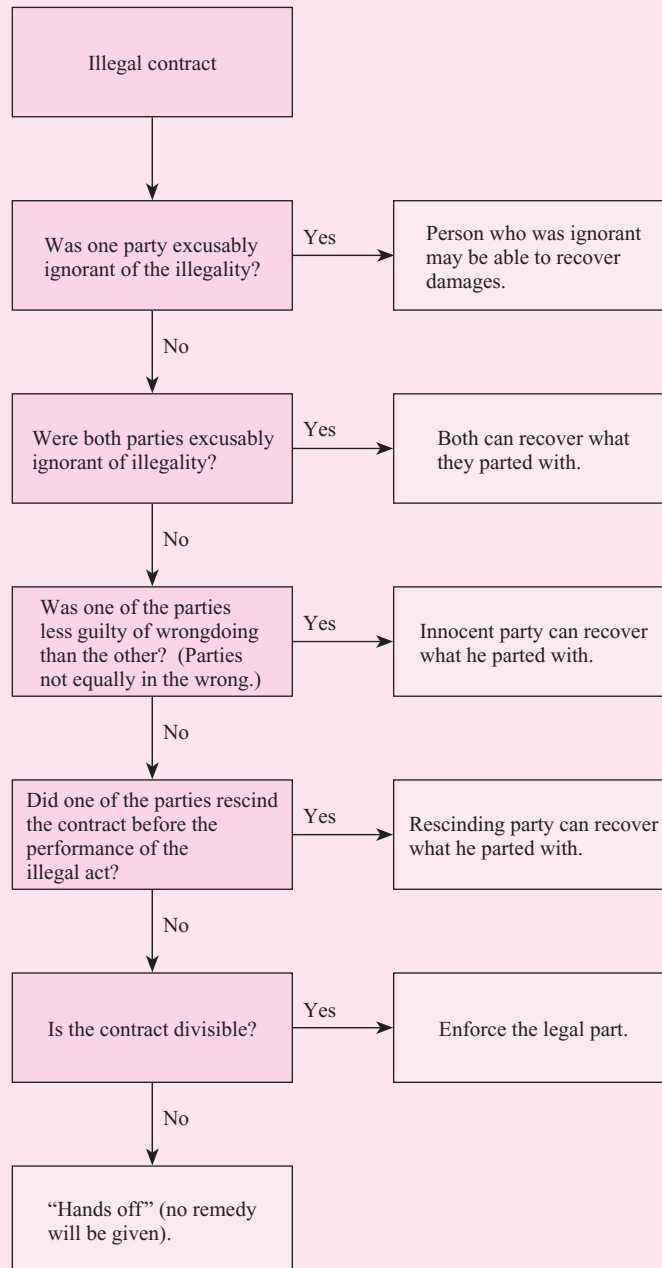 Illegal contract
Was one party excusably
ignorant of the illegality?
Yes
Person who was ignorant
may be able to recover
damages.
No
Were both parties excusably
ignorant of illegality?
Yes
Both can recover what
they parted with.
No
Was one of the parties
less guilty of wrongdoing
than the other? (Parties
not equally in the wrong.)
Yes
Innocent party can recover
what he parted with.
No
Did one of the parties rescind
the contract before the
performance of the
illegal act?
Yes
Rescinding party can recover
what he parted with.
No
Is the contract divisible?
Yes
Enforce the legal part.
No
“Hands off” (no remedy
will be given).